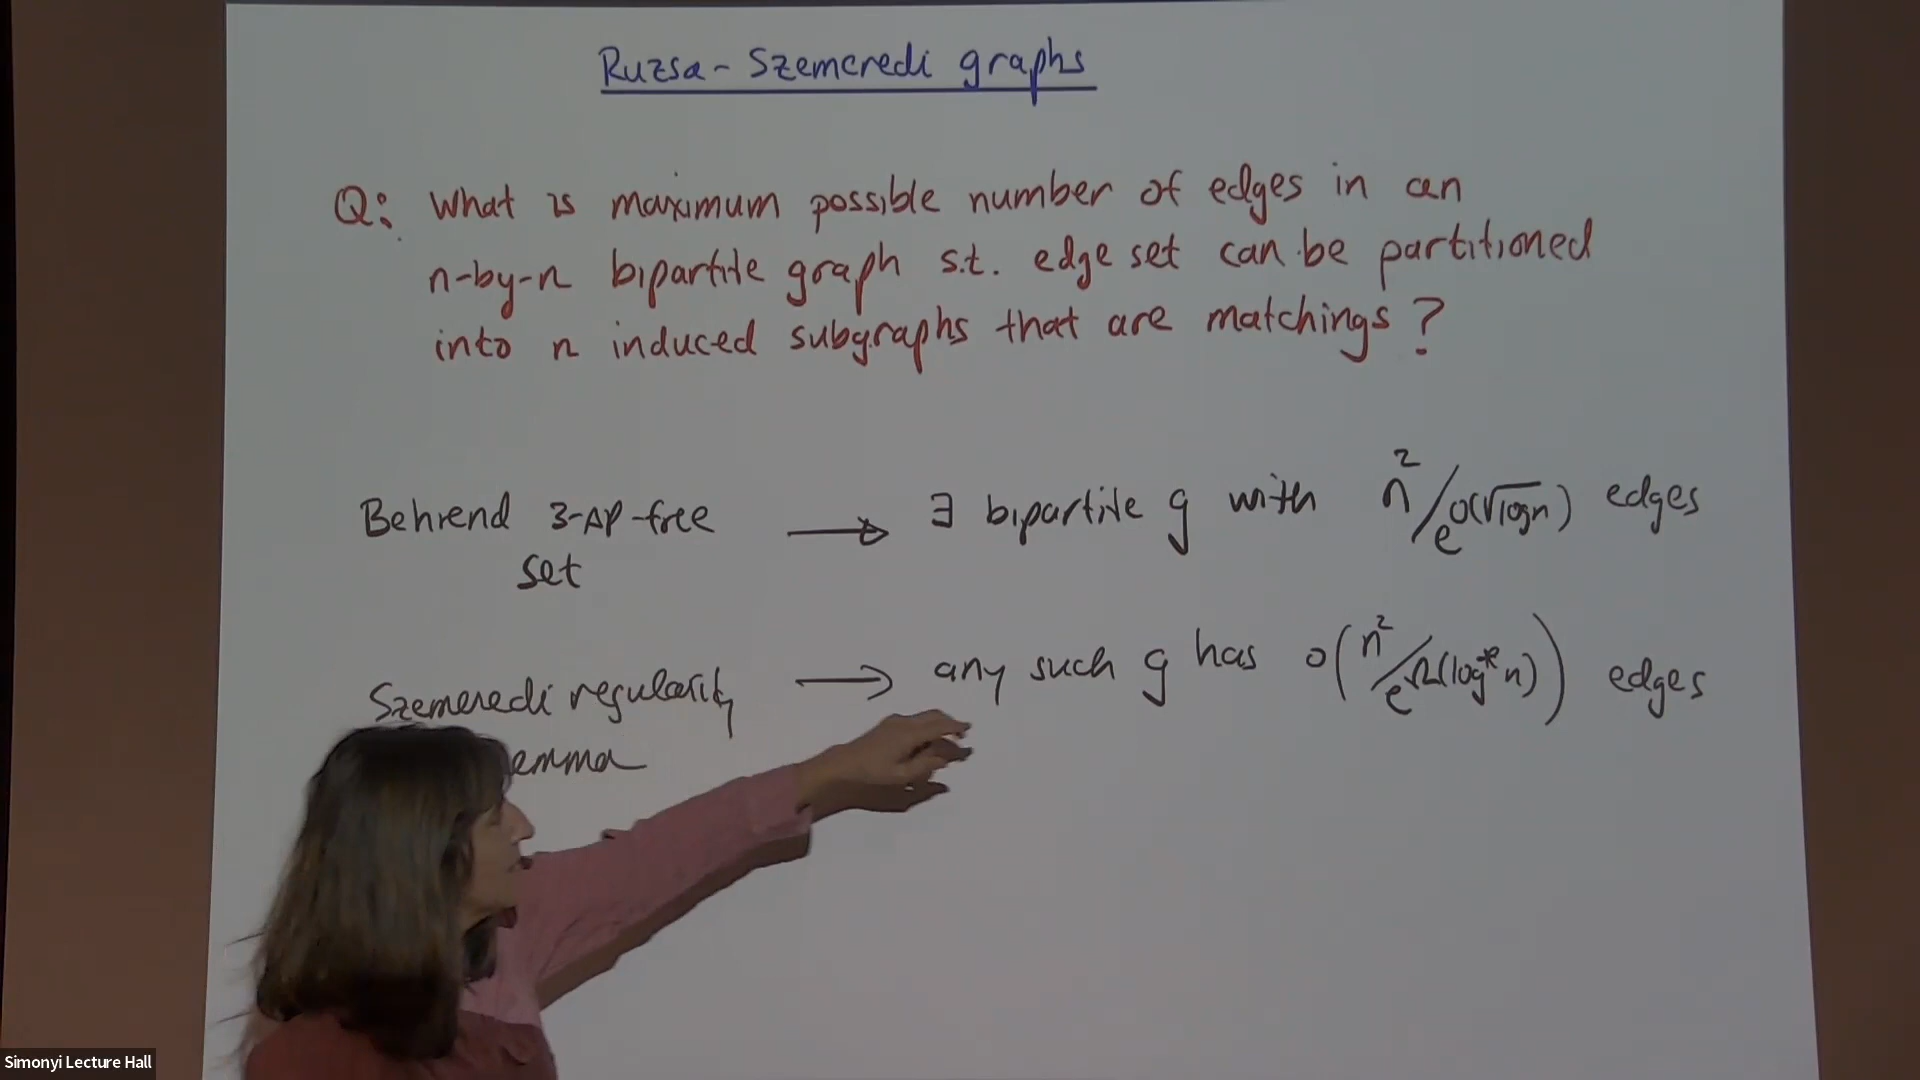 Ruzsa-Szemeredi graphs
Q: What is maximum possible number of edges in an
n-by-n bipartite graph s.t. edge set can be partitioned
into n induced subgraphs that are matchings?
Behrend 3-AP-free → ∃ bipartite G with n²/e^O(√log n) edges
set
Szemeredi regularity → any such G has O(n²/e^Ω(log* n)) edges
emma
Simonyi Lecture Hall